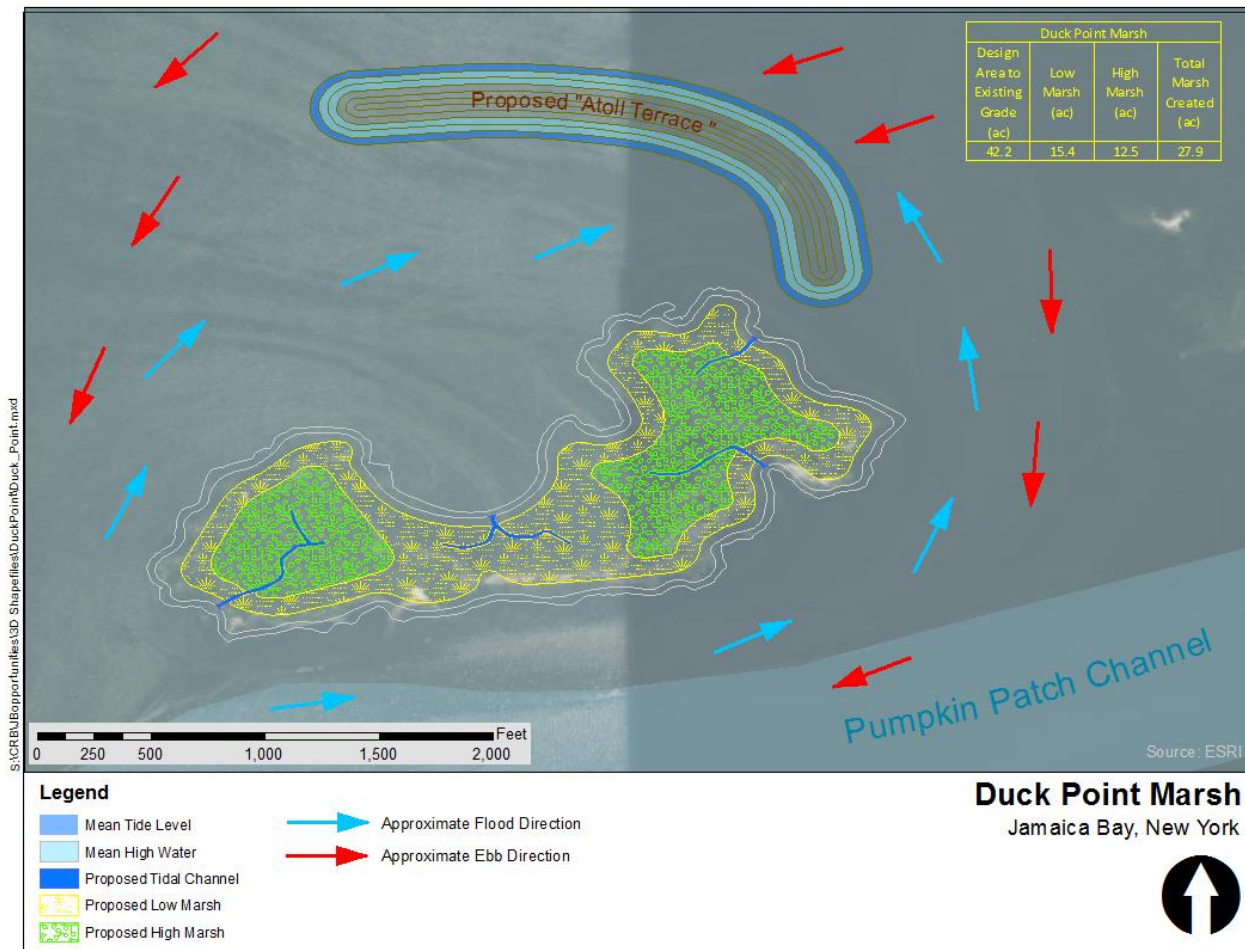 Duck Point Marsh
Design
Area to
Existing
Grade
(ac)
Low
Marsh
(ac)
High
Marsh
(ac)
Total
Marsh
Created
(ac)
42.2 15.4 12.5 27.9
Proposed "Atoll Terrace "
Pumpkin Patch Channel
Source: ESRI
Feet
0 250 500 1,000 1,500 2,000
S:\CRB\JBopportunities\3D Shapefiles\DuckPoint\Duck_Point.mxd
Legend
Mean Tide Level
Mean High Water
Proposed Tidal Channel
Proposed Low Marsh
Proposed High Marsh
Approximate Flood Direction
Approximate Ebb Direction
Duck Point Marsh
Jamaica Bay, New York